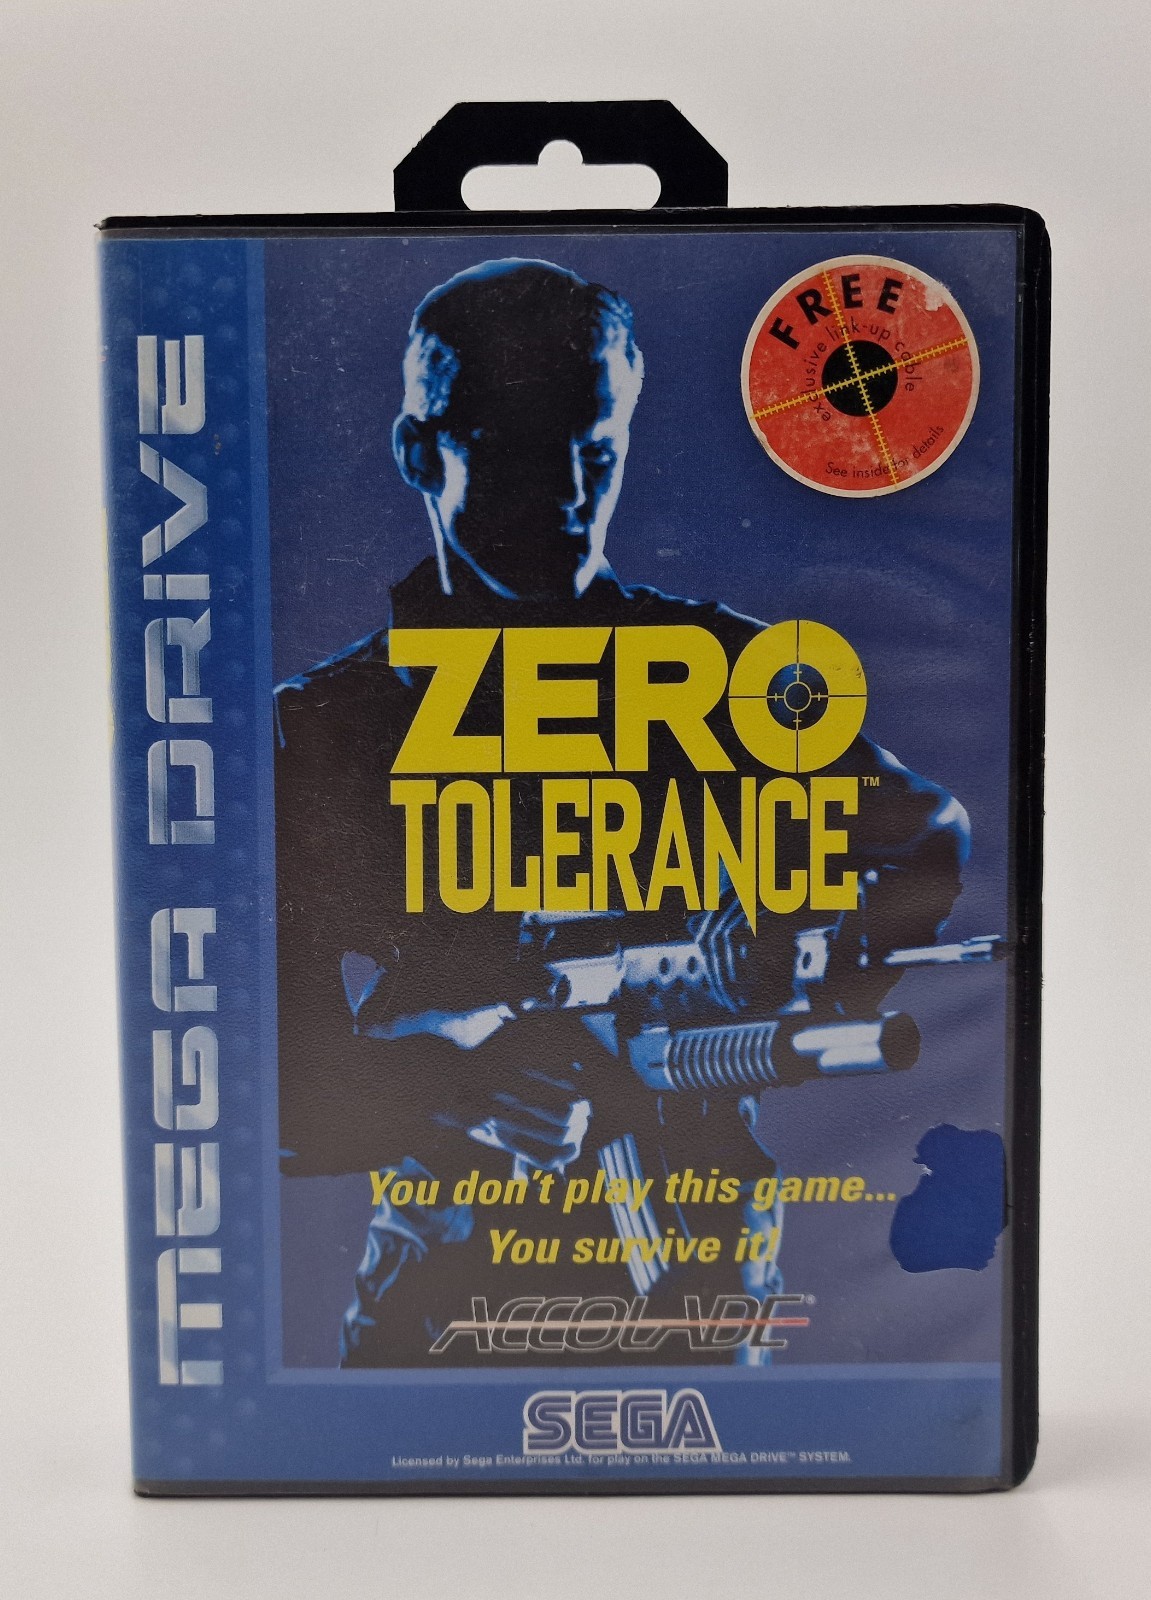 MEGA DRIVE
FREE
exclusive link-up cable
See inside for details
ZERO
TOLERANCE™
You don't play this game...
You survive it!
ACCOLADE®
SEGA
Licensed by Sega Enterprises Ltd. for play on the SEGA MEGA DRIVE™ SYSTEM.